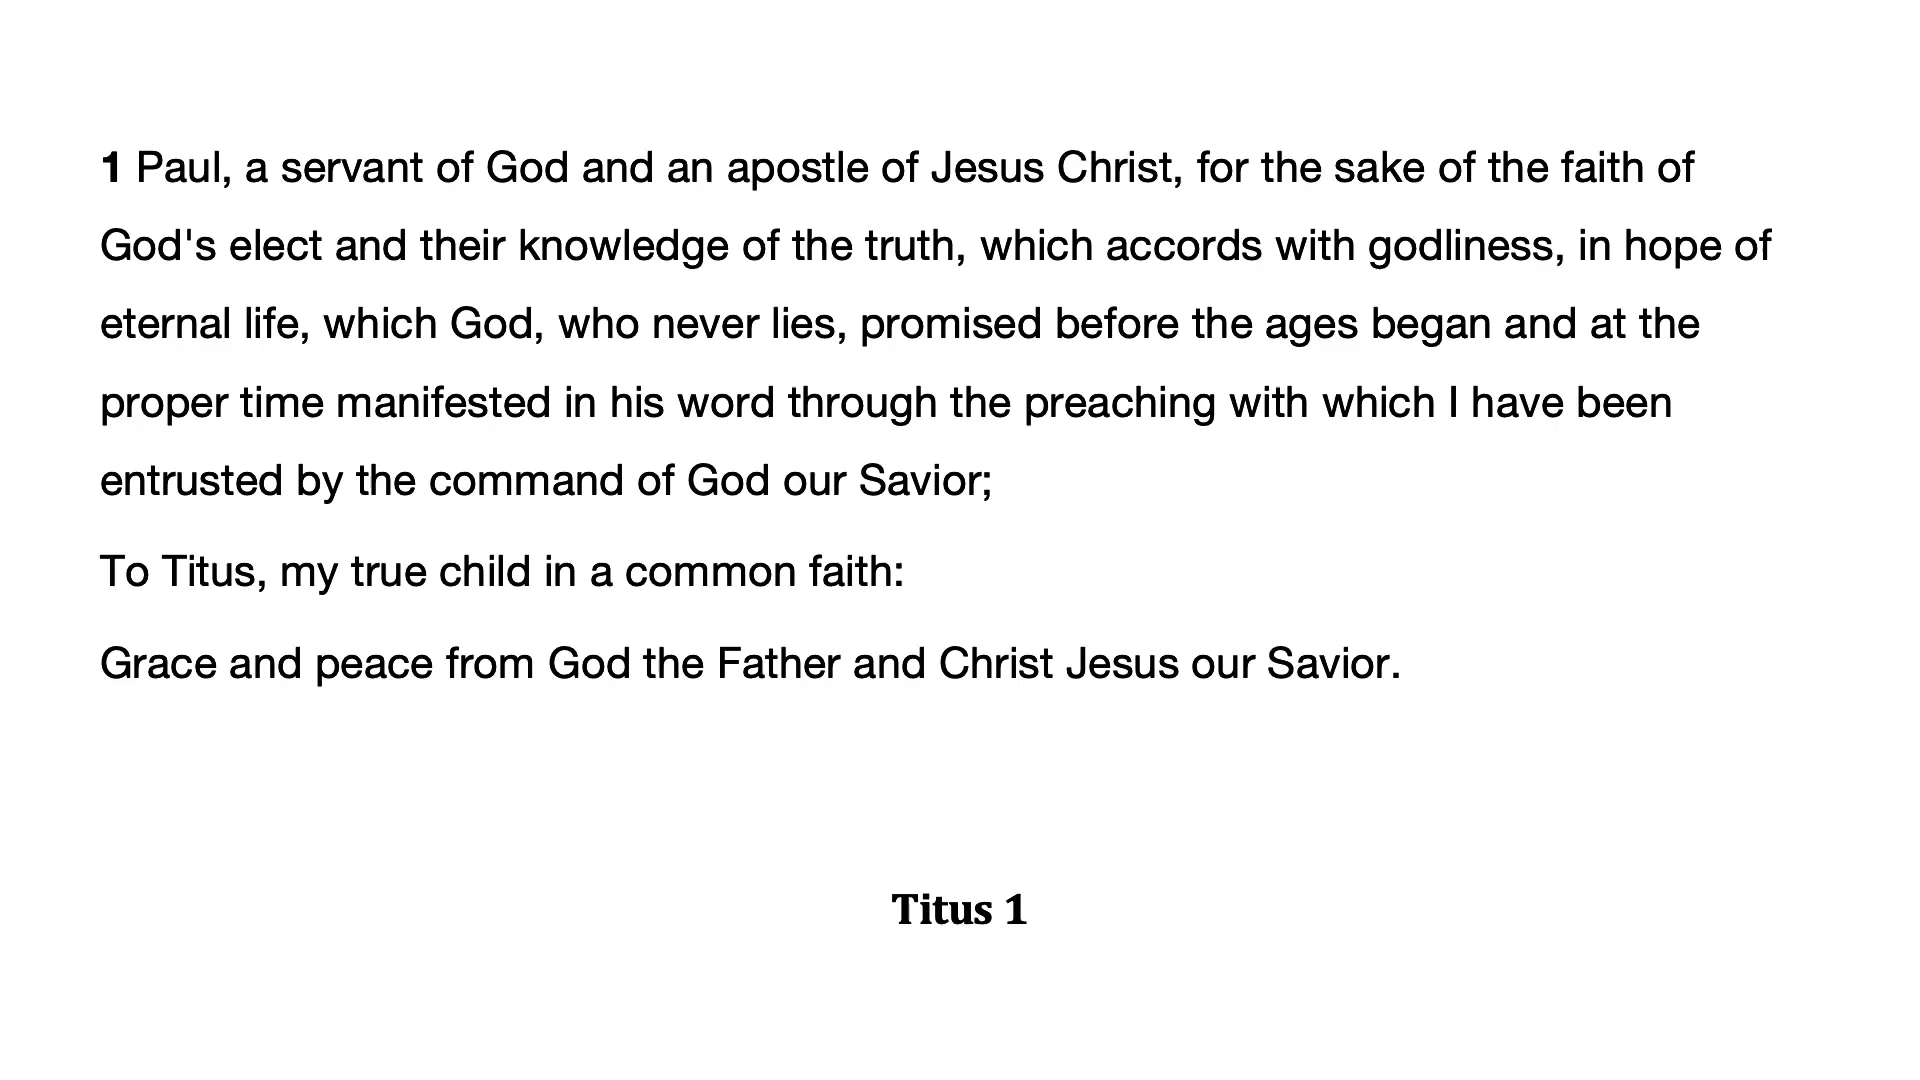 1 Paul, a servant of God and an apostle of Jesus Christ, for the sake of the faith of
God's elect and their knowledge of the truth, which accords with godliness, in hope of
eternal life, which God, who never lies, promised before the ages began and at the
proper time manifested in his word through the preaching with which I have been
entrusted by the command of God our Savior;
To Titus, my true child in a common faith:
Grace and peace from God the Father and Christ Jesus our Savior.
Titus 1